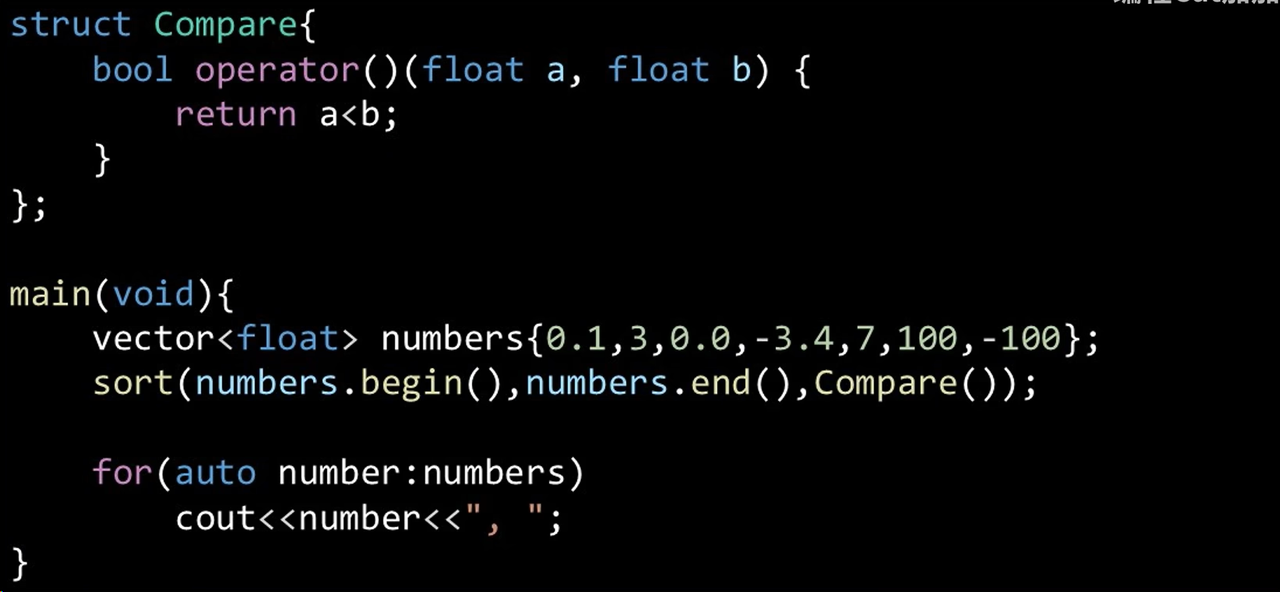 struct Compare{
    bool operator()(float a, float b) {
        return a<b;
    }
};

main(void){
    vector<float> numbers{0.1,3,0.0,-3.4,7,100,-100};
    sort(numbers.begin(),numbers.end(),Compare());

    for(auto number:numbers)
        cout<<number<<", ";
}